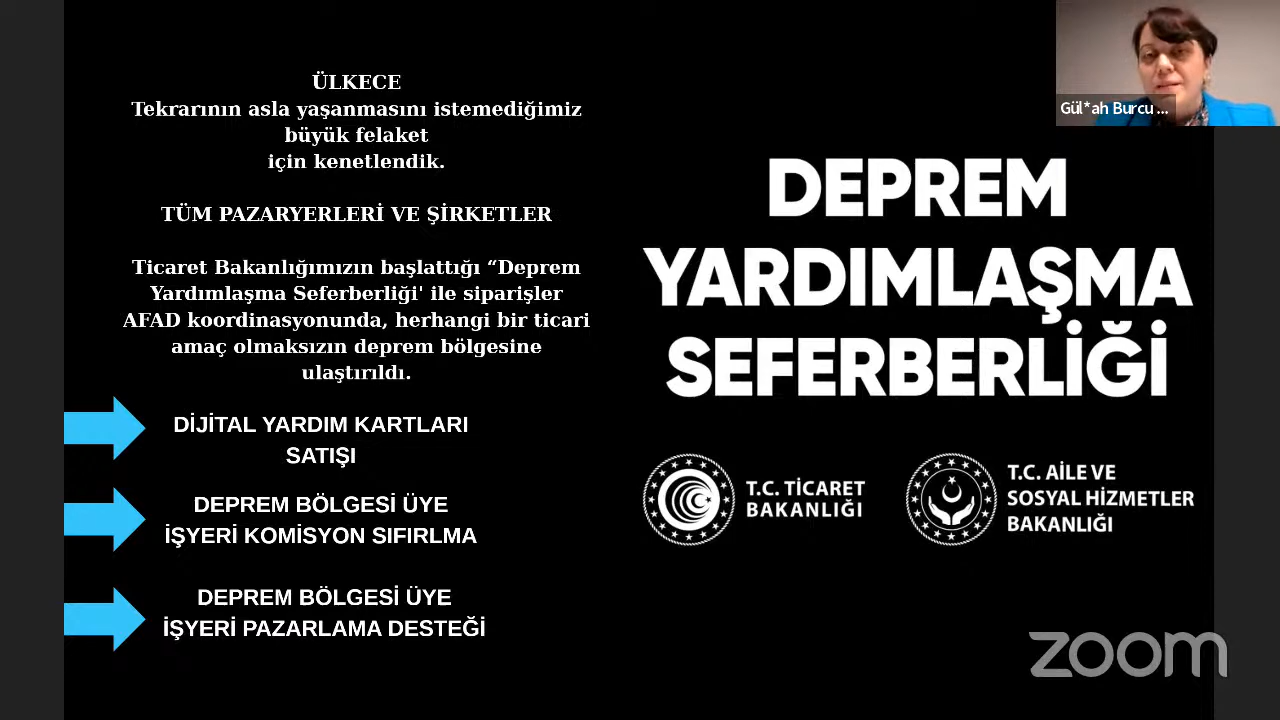 ÜLKECE
Tekrarının asla yaşanmasını istemediğimiz
büyük felaket
için kenetlendik.
TÜM PAZARYERLERİ VE ŞİRKETLER
Ticaret Bakanlığımızın başlattığı “Deprem
Yardımlaşma Seferberliği' ile siparişler
AFAD koordinasyonunda, herhangi bir ticari
amaç olmaksızın deprem bölgesine
ulaştırıldı.
DİJİTAL YARDIM KARTLARI
SATIŞI
DEPREM BÖLGESİ ÜYE
İŞYERİ KOMİSYON SIFIRLMA
DEPREM BÖLGESİ ÜYE
İŞYERİ PAZARLAMA DESTEĞİ
DEPREM
YARDIMLAŞMA
SEFERBERLİĞİ
T.C. TİCARET
BAKANLIĞI
T.C. AİLE VE
SOSYAL HİZMETLER
BAKANLIĞI
Gül*ah Burcu ...
zoom